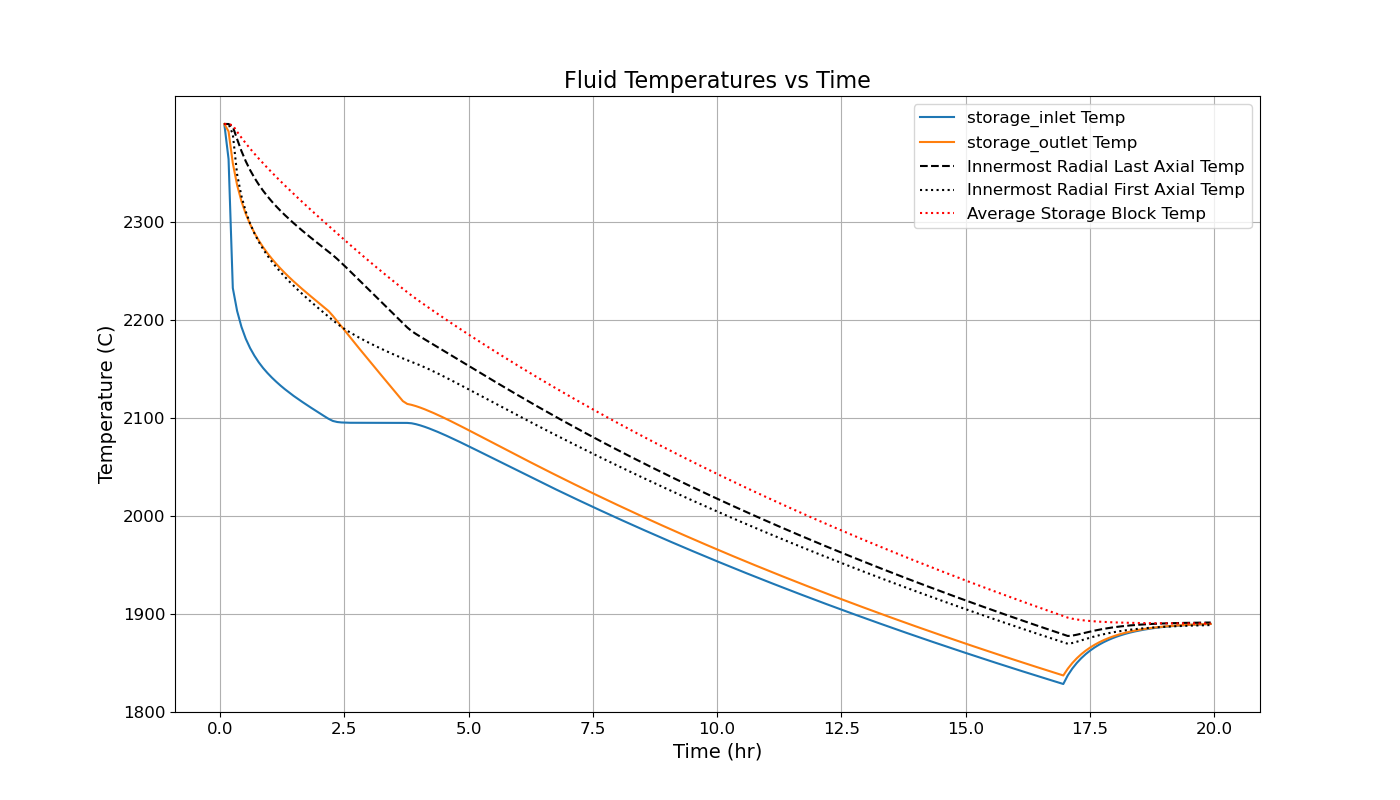 Fluid Temperatures vs Time
storage_inlet Temp
storage_outlet Temp
Innermost Radial Last Axial Temp
Innermost Radial First Axial Temp
Average Storage Block Temp
Temperature (C)
2300
2200
2100
2000
1900
1800
0.0 2.5 5.0 7.5 10.0 12.5 15.0 17.5 20.0
Time (hr)